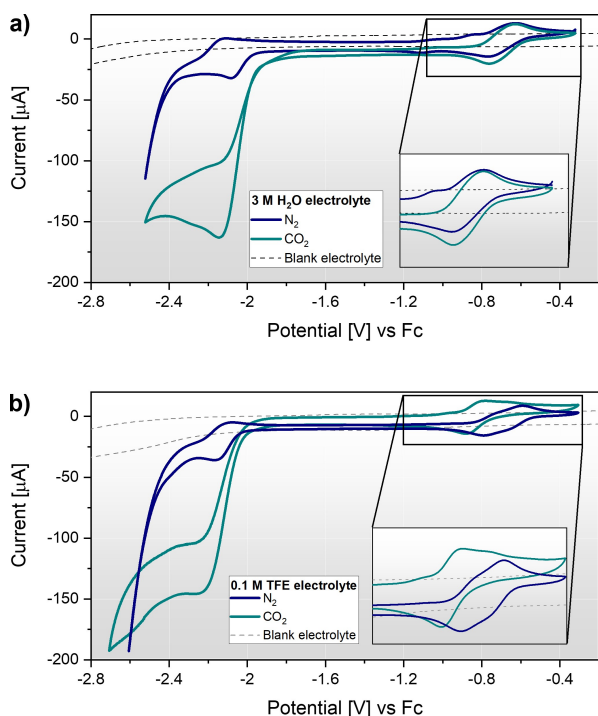 a)
0
-50
-100
-150
-200
Current [µA]
3 M H₂O electrolyte
N₂
CO₂
Blank electrolyte
-2.8 -2.4 -2 -1.6 -1.2 -0.8 -0.4
Potential [V] vs Fc
b)
0
-50
-100
-150
-200
Current [µA]
0.1 M TFE electrolyte
N₂
CO₂
Blank electrolyte
-2.8 -2.4 -2 -1.6 -1.2 -0.8 -0.4
Potential [V] vs Fc